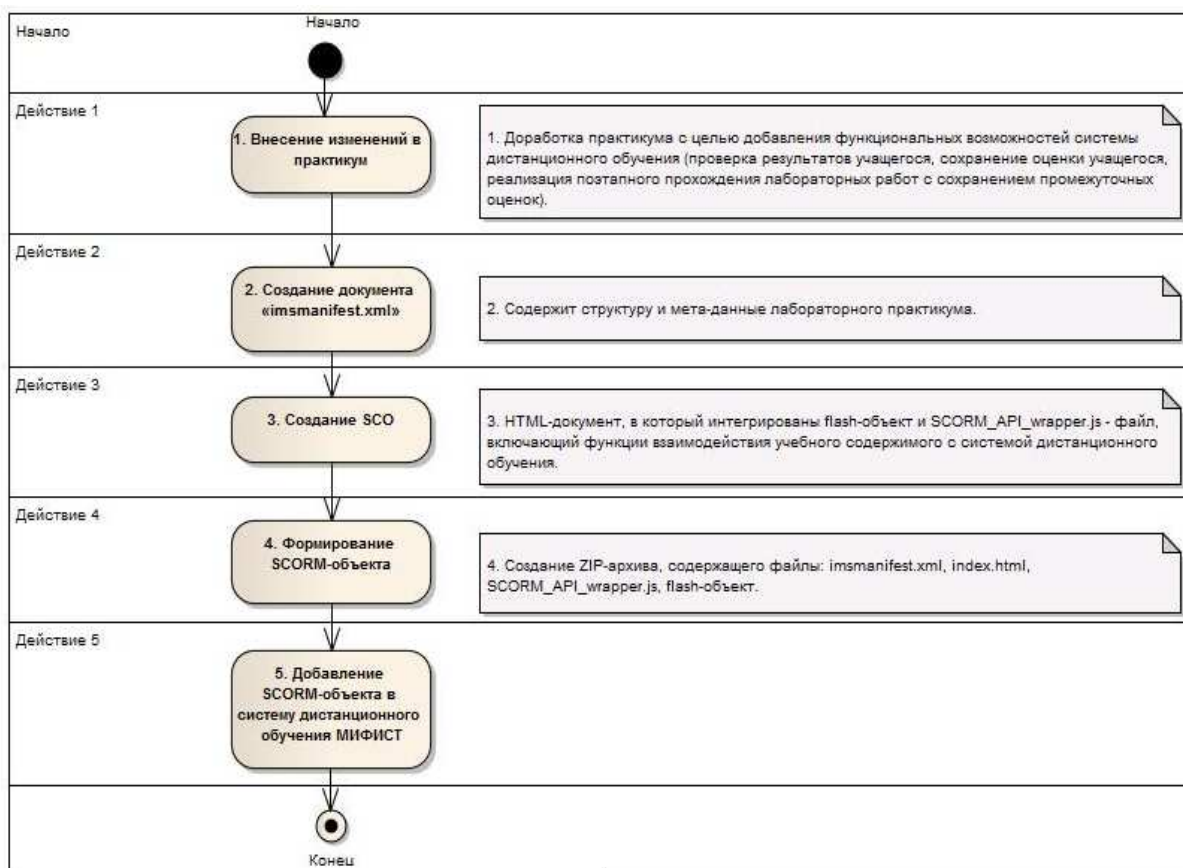 Начало
Начало
Действие 1
1. Внесение изменений в
практикум
1. Доработка практикума с целью добавления функциональных возможностей системы
дистанционного обучения (проверка результатов учащегося, сохранение оценки учащегося,
реализация поэтапного прохождения лабораторных работ с сохранением промежуточных
оценок).
Действие 2
2. Создание документа
«imsmanifest.xml»
2. Содержит структуру и мета-данные лабораторного практикума.
Действие 3
3. Создание SCO
3. HTML-документ, в который интегрированы flash-объект и SCORM_API_wrapper.js - файл,
включающий функции взаимодействия учебного содержимого с системой дистанционного
обучения.
Действие 4
4. Формирование
SCORM-объекта
4. Создание ZIP-архива, содержащего файлы: imsmanifest.xml, index.html,
SCORM_API_wrapper.js, flash-объект.
Действие 5
5. Добавление
SCORM-объекта в
систему дистанционного
обучения МИФИСТ
Конец